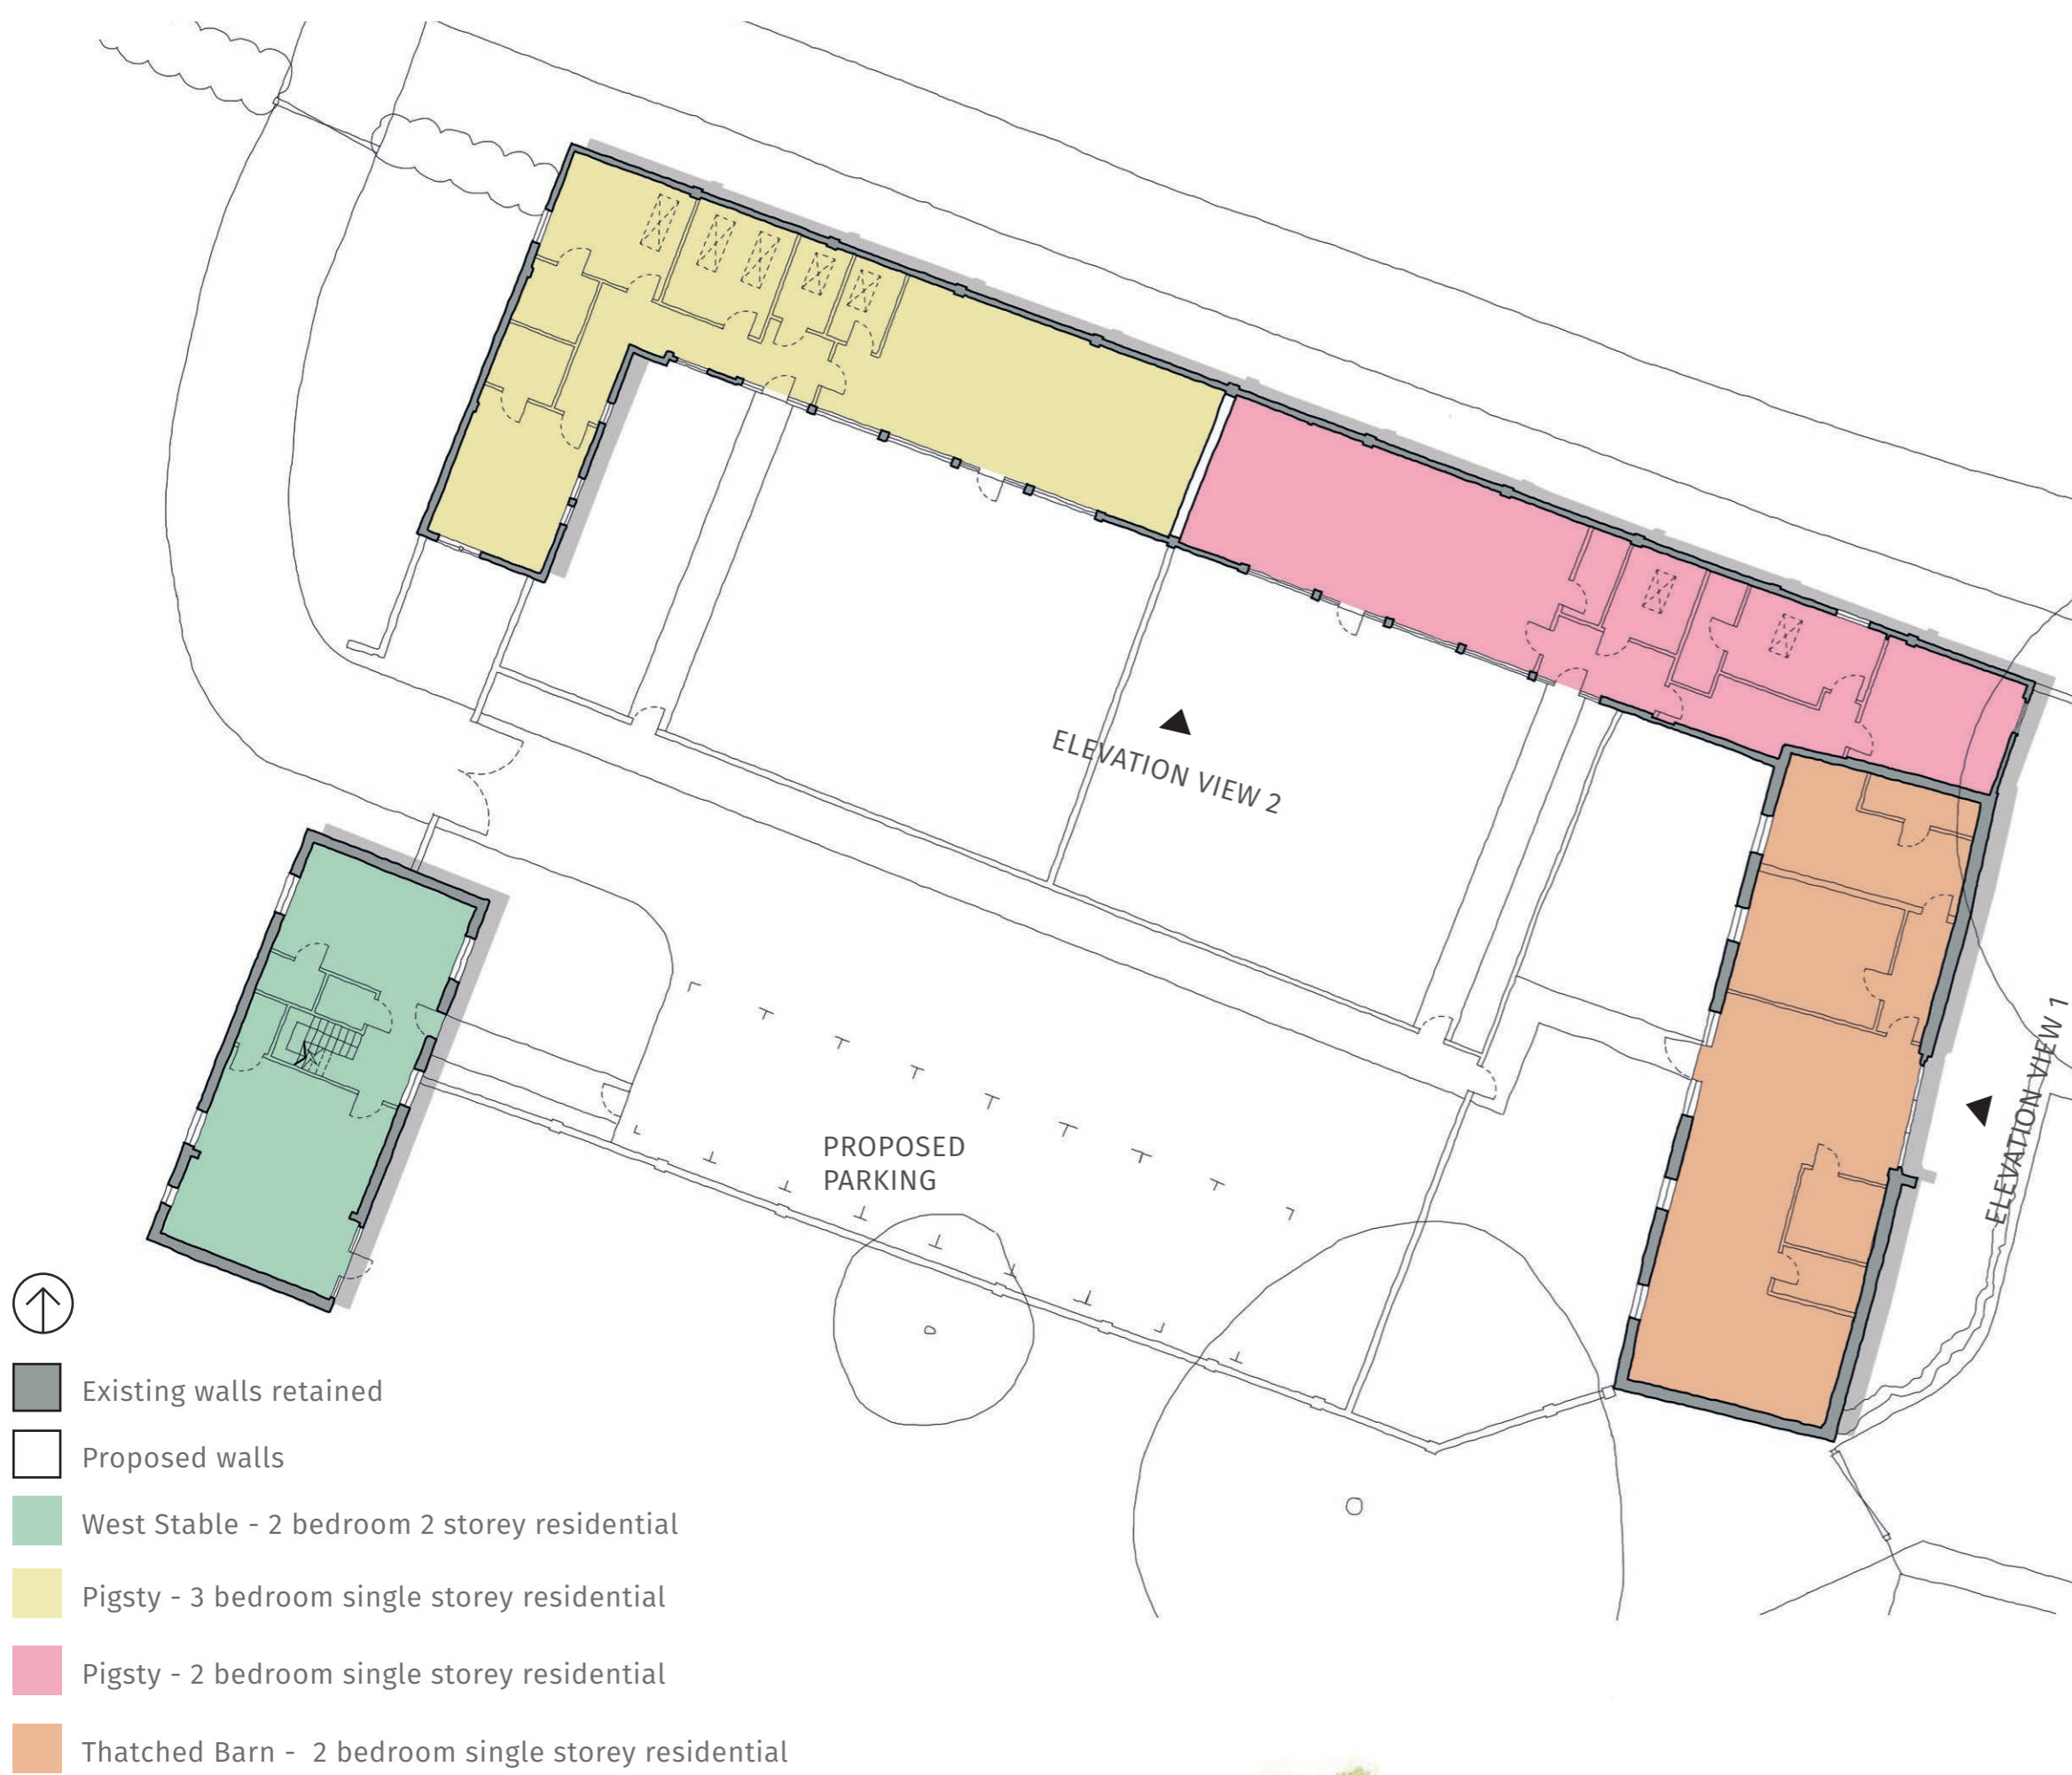 ELEVATION VIEW 2
ELEVATION VIEW 1
PROPOSED
PARKING
Existing walls retained
Proposed walls
West Stable - 2 bedroom 2 storey residential
Pigsty - 3 bedroom single storey residential
Pigsty - 2 bedroom single storey residential
Thatched Barn -  2 bedroom single storey residential